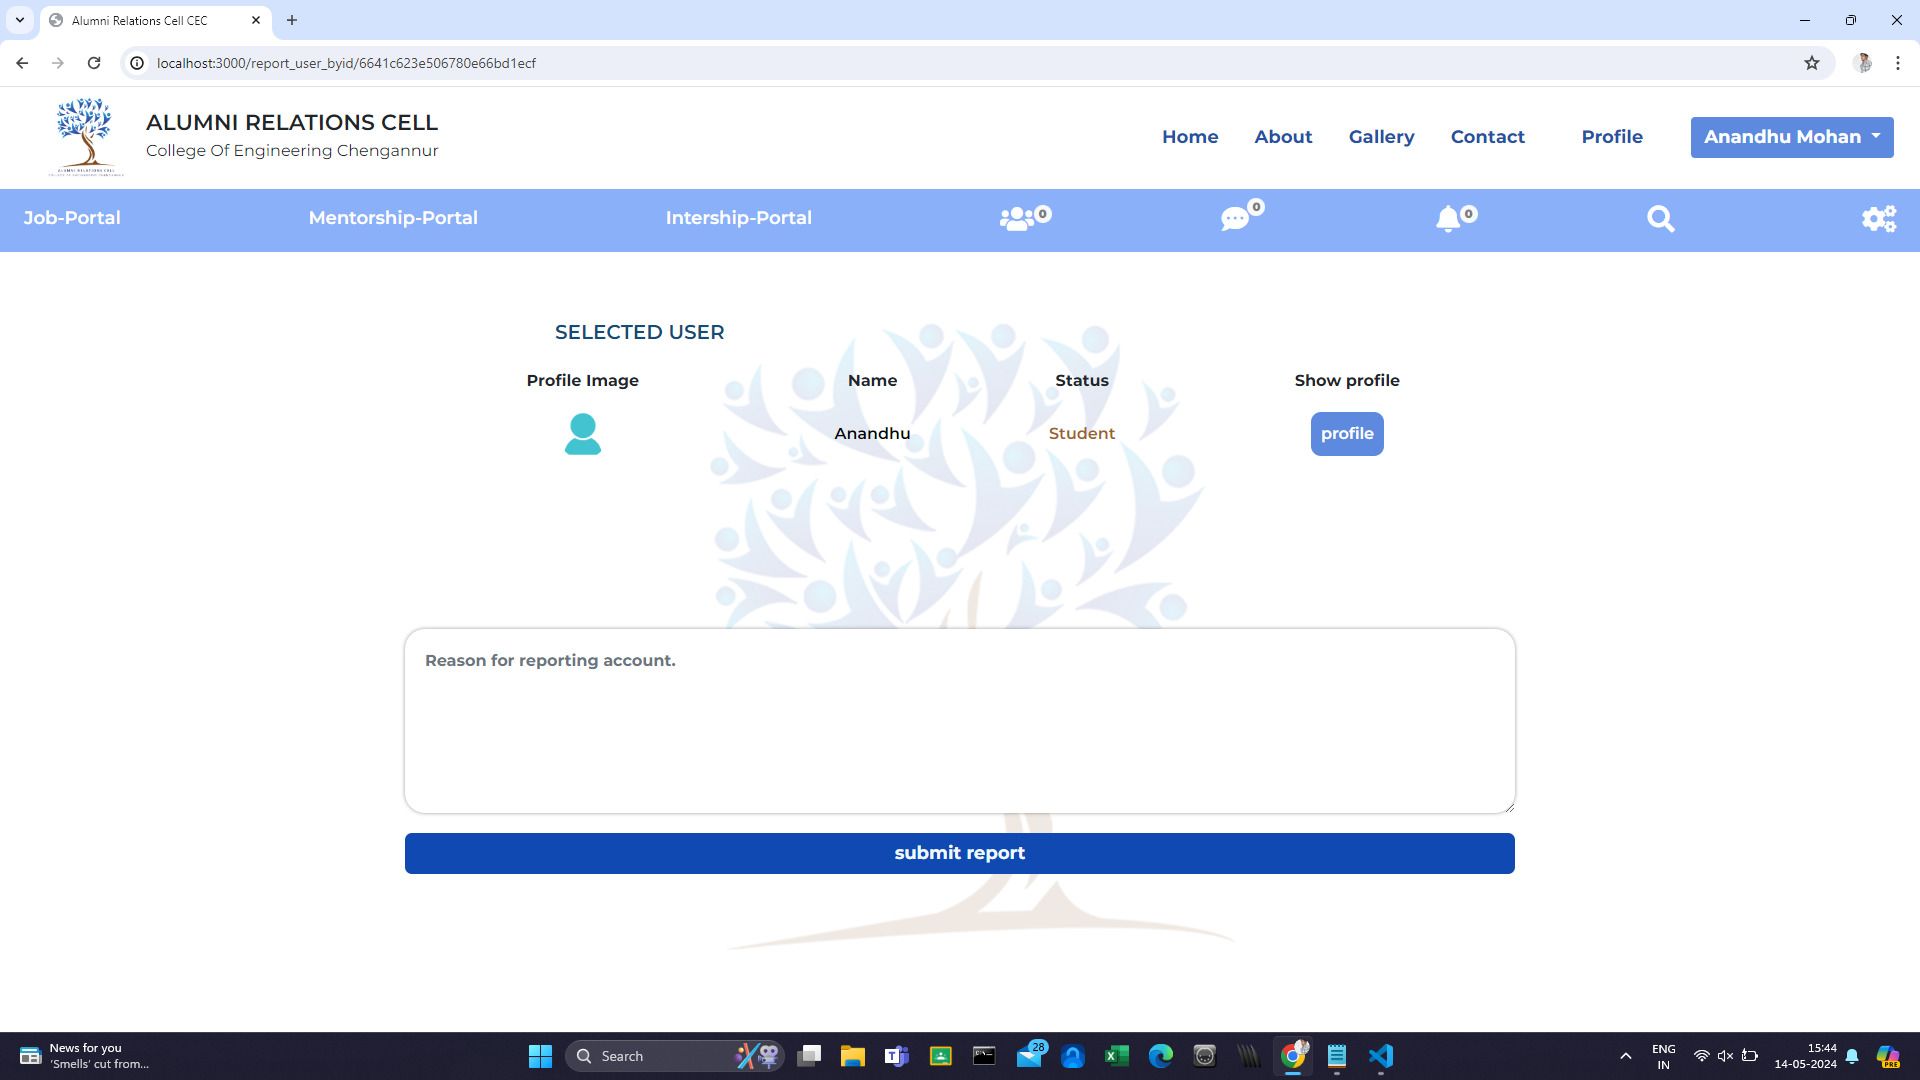 Alumni Relations Cell CEC
localhost:3000/report_user_byid/6641c623e506780e66bd1ecf
ALUMNI RELATIONS CELL
College Of Engineering Chengannur
Home About Gallery Contact Profile Anandhu Mohan
Job-Portal Mentorship-Portal Intership-Portal 0 0 0
SELECTED USER
Profile Image Name Status Show profile
Anandhu Student profile
Reason for reporting account.
submit report
News for you
'Smells' cut from...
Search
28
ENG
IN
15:44
14-05-2024
PRE